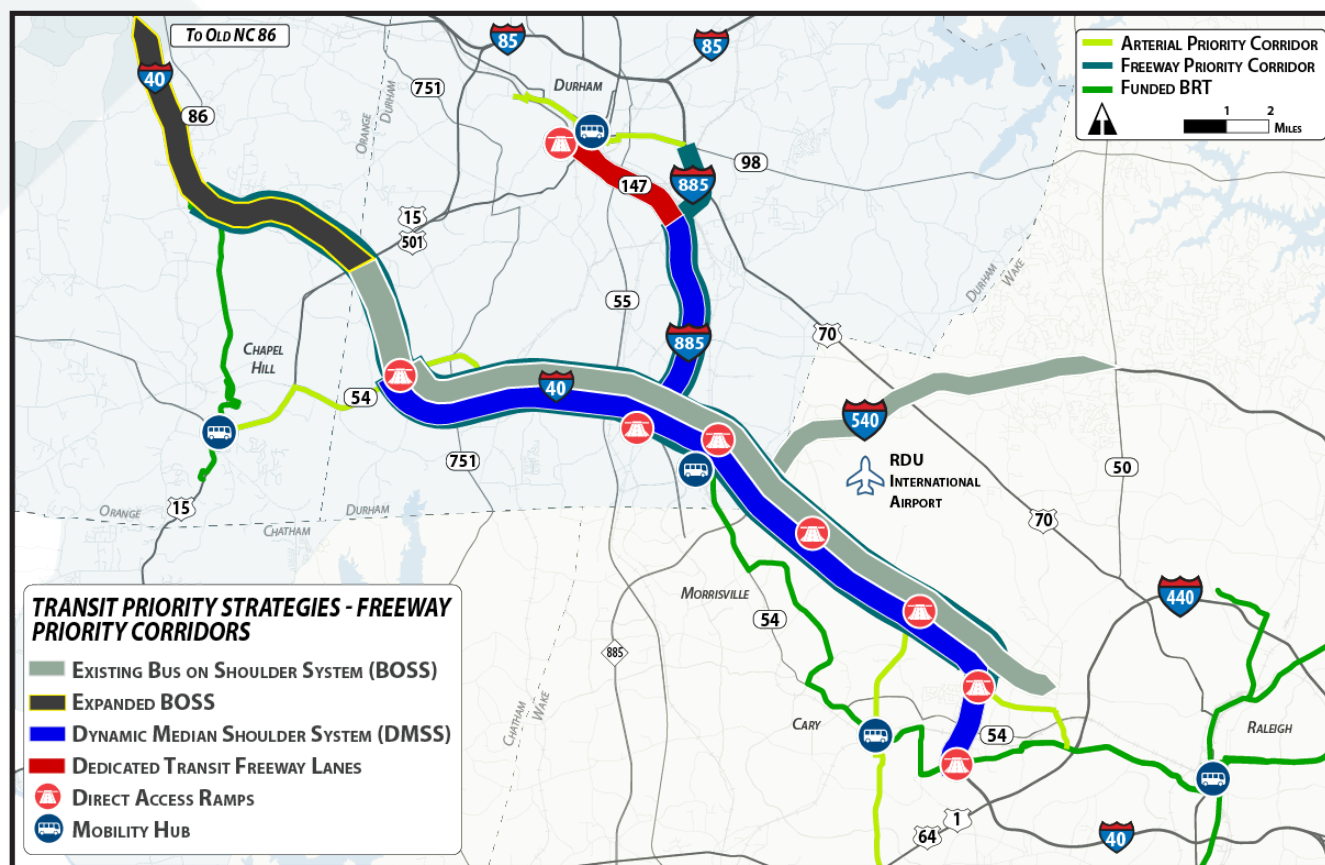 To Old NC 86
85
85
Arterial Priority Corridor
Freeway Priority Corridor
Funded BRT
1 2
Miles
40
751
Durham
86
Orange
Durham
98
147
885
15
501
Durham
Wake
55
70
885
Chapel
Hill
40
54
540
RDU
International
Airport
751
50
15
Orange
Durham
Chatham
70
Morrisville
54
440
885
Chatham
Wake
Cary
54
Raleigh
1
64
40
Transit Priority Strategies - Freeway
Priority Corridors
Existing Bus on Shoulder System (BOSS)
Expanded BOSS
Dynamic Median Shoulder System (DMSS)
Dedicated Transit Freeway Lanes
Direct Access Ramps
Mobility Hub